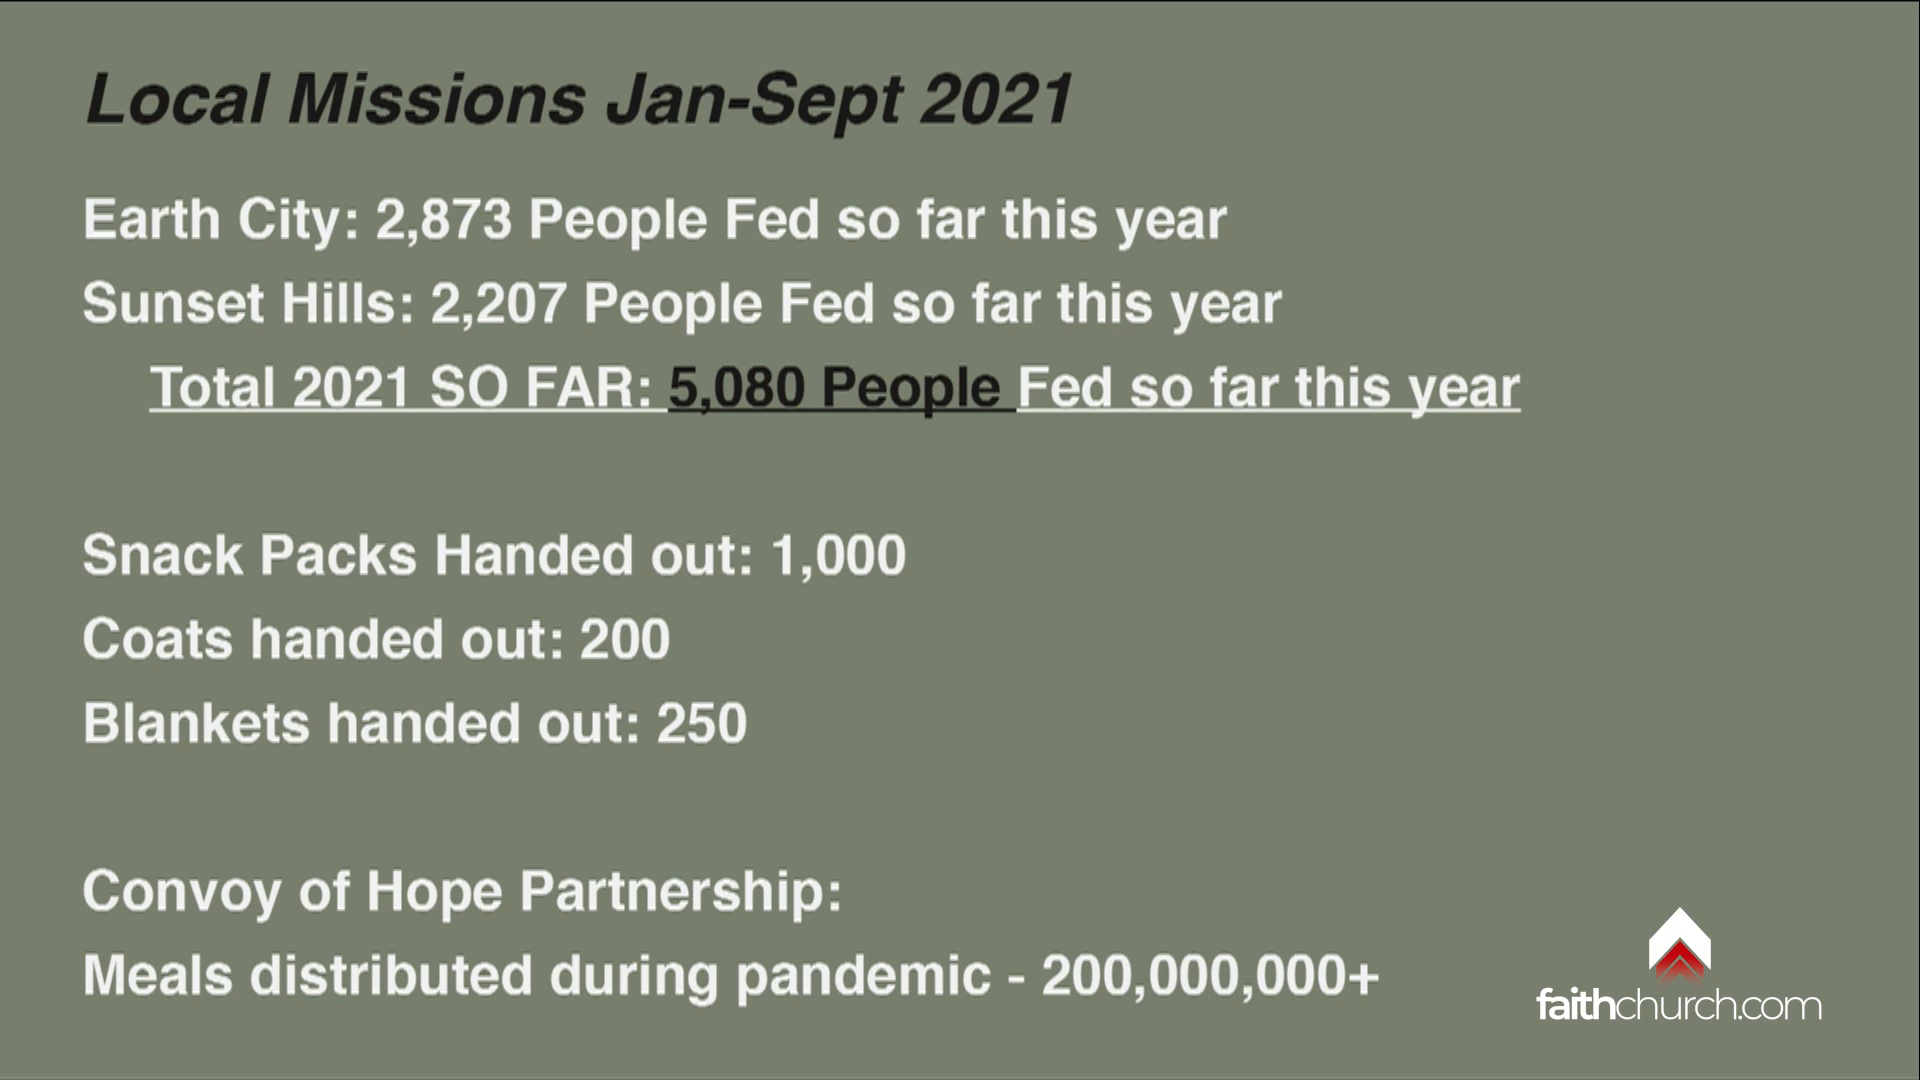 Local Missions Jan-Sept 2021
Earth City: 2,873 People Fed so far this year
Sunset Hills: 2,207 People Fed so far this year
Total 2021 SO FAR: 5,080 People Fed so far this year
Snack Packs Handed out: 1,000
Coats handed out: 200
Blankets handed out: 250
Convoy of Hope Partnership:
Meals distributed during pandemic - 200,000,000+
faithchurch.com